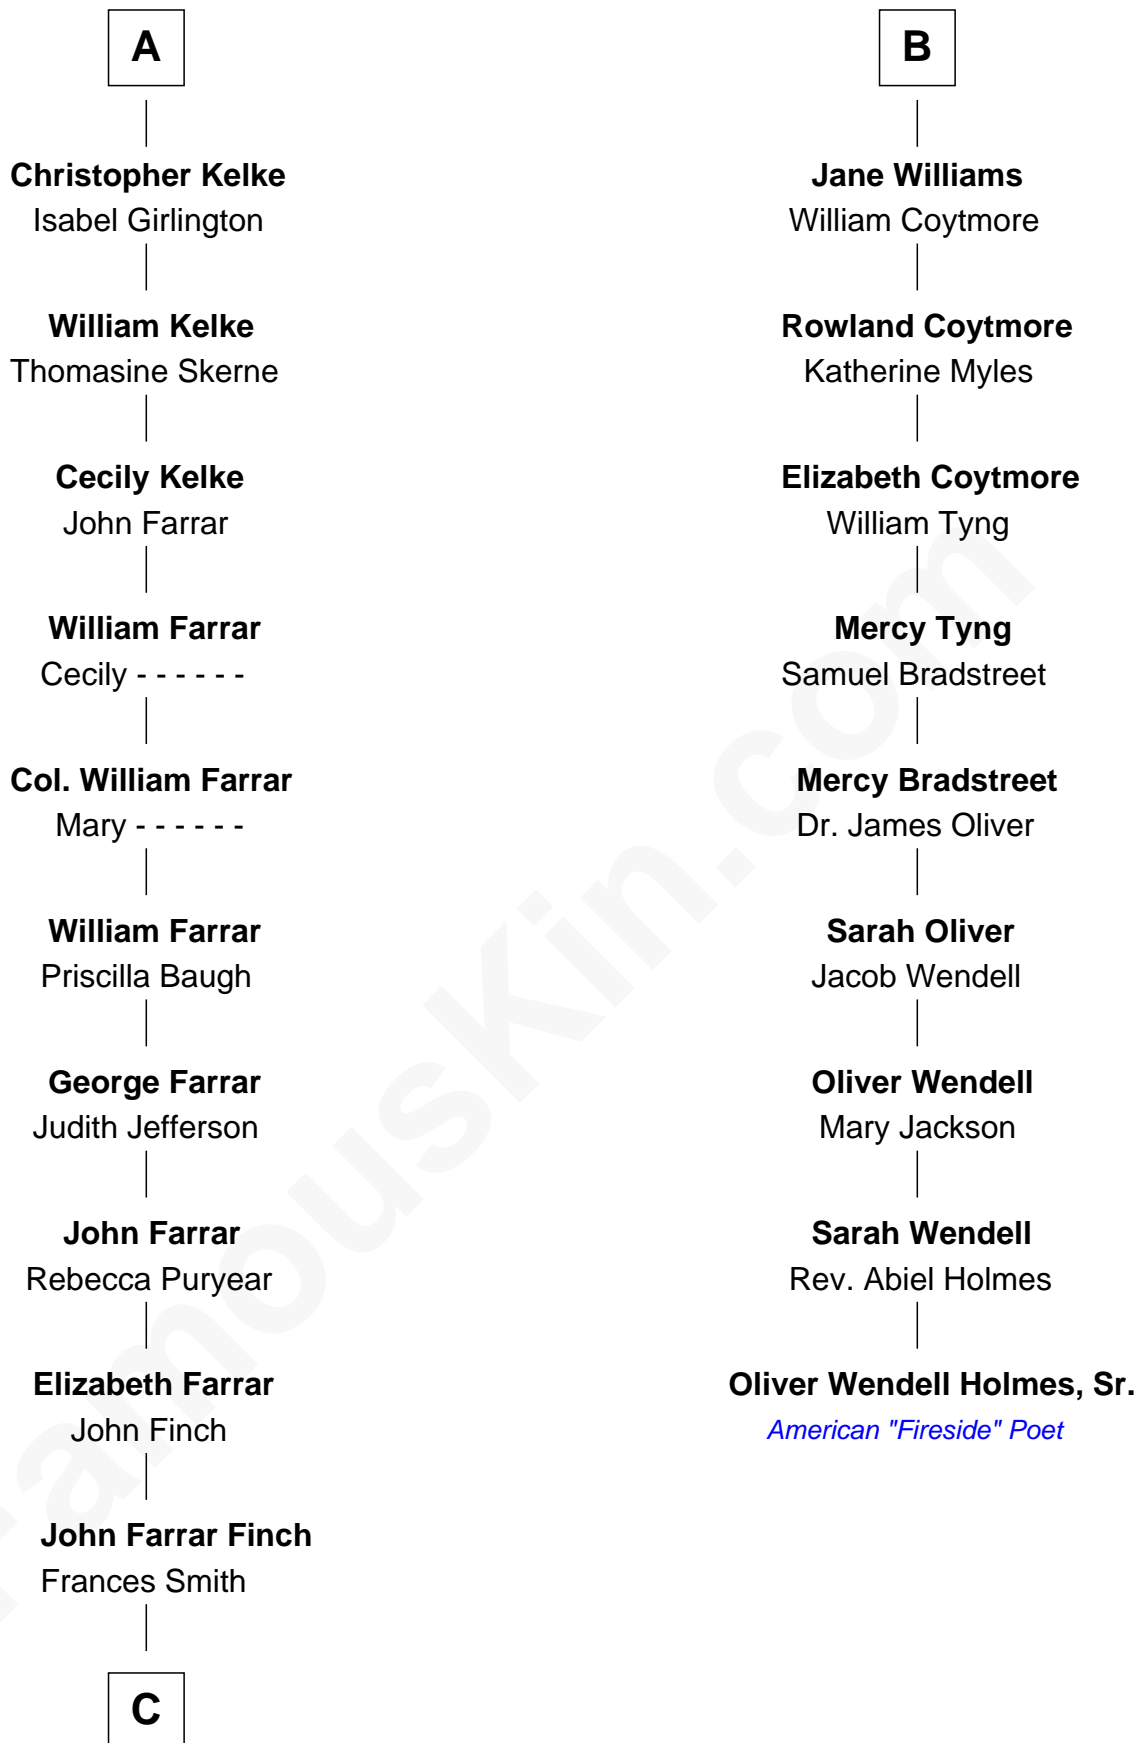 A
Christopher Kelke
Isabel Girlington
William Kelke
Thomasine Skerne
Cecily Kelke
John Farrar
William Farrar
Cecily - - - - - -
Col. William Farrar
Mary - - - - - -
William Farrar
Priscilla Baugh
George Farrar
Judith Jefferson
John Farrar
Rebecca Puryear
Elizabeth Farrar
John Finch
John Farrar Finch
Frances Smith
C
B
Jane Williams
William Coytmore
Rowland Coytmore
Katherine Myles
Elizabeth Coytmore
William Tyng
Mercy Tyng
Samuel Bradstreet
Mercy Bradstreet
Dr. James Oliver
Sarah Oliver
Jacob Wendell
Oliver Wendell
Mary Jackson
Sarah Wendell
Rev. Abiel Holmes
Oliver Wendell Holmes, Sr.
American "Fireside" Poet
FamousKin.com